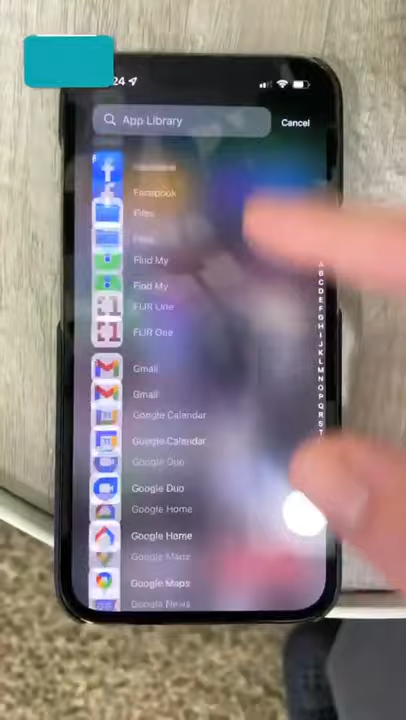 24
App Library
Cancel
Facebook
Files
Find My
Find My
FLIR One
FLIR One
Gmail
Gmail
Google Calendar
Google Calendar
Google Duo
Google Duo
Google Home
Google Home
Google Maps
Google Maps
Google News
A
B
C
D
E
F
G
H
I
J
K
L
M
N
O
P
Q
R
S
T